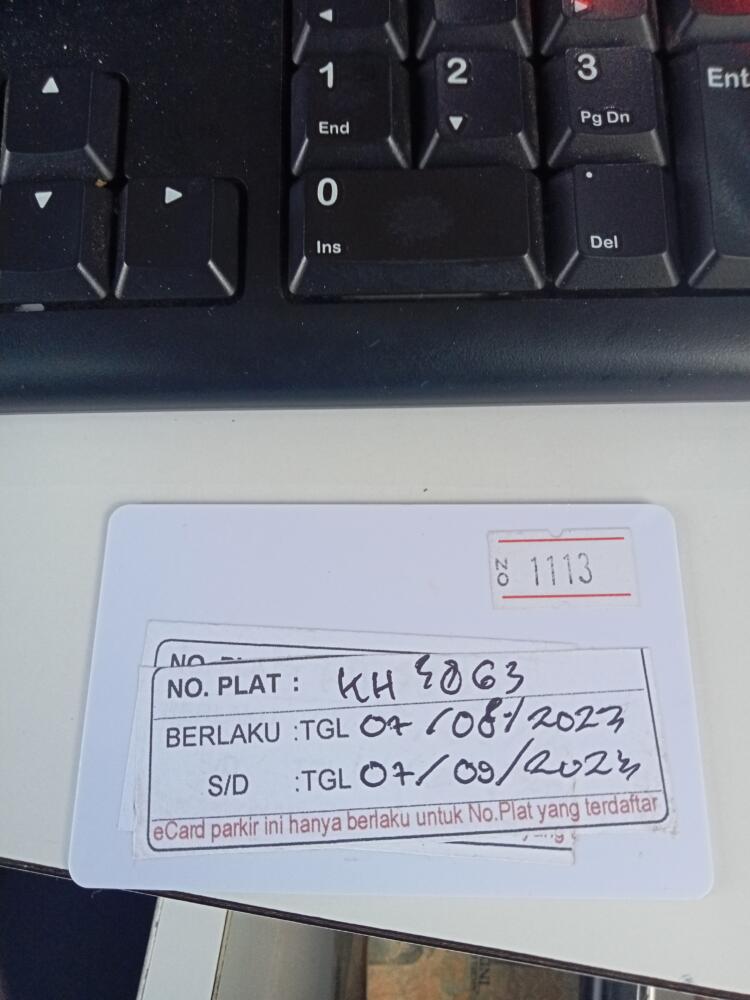 1
End
2
3
Pg Dn
Ent
0
Ins
.
Del
NO 1113
NO. PLAT : KH 4863
BERLAKU :TGL 07/08/2023
S/D :TGL 07/09/2023
eCard parkir ini hanya berlaku untuk No.Plat yang terdaftar